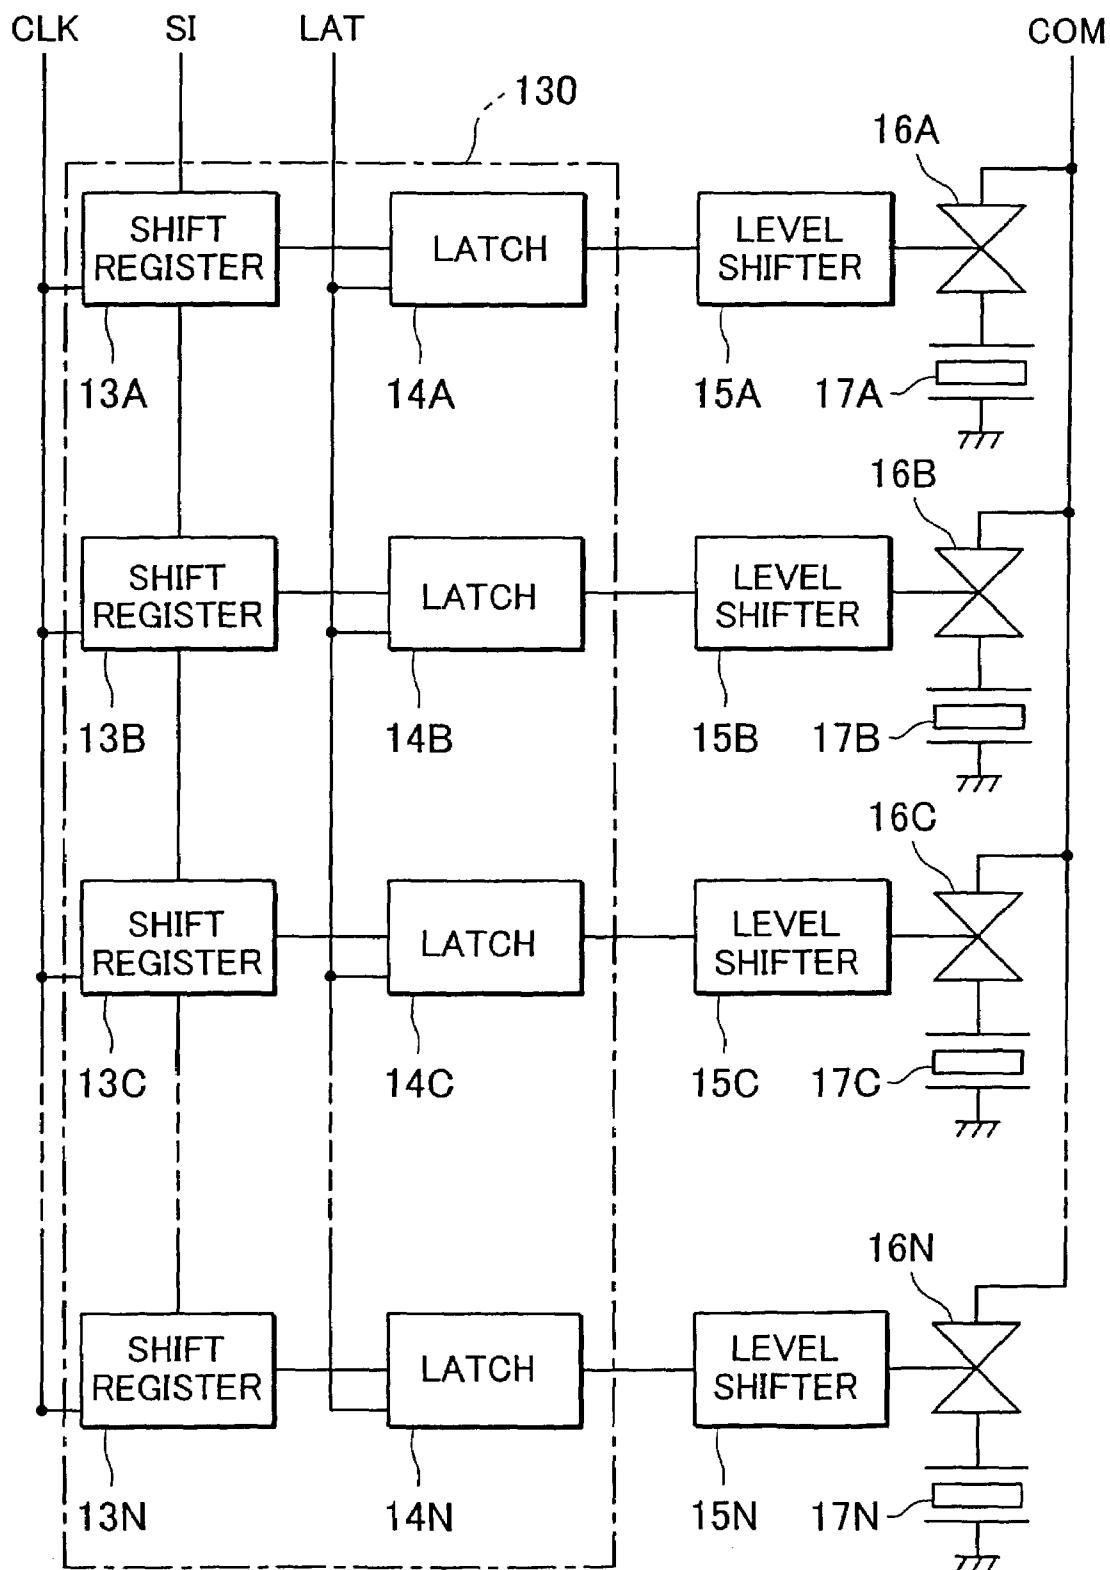 CLK SI LAT COM
130
16A
SHIFT REGISTER
LATCH
LEVEL SHIFTER
13A 14A 15A 17A
16B
SHIFT REGISTER
LATCH
LEVEL SHIFTER
13B 14B 15B 17B
16C
SHIFT REGISTER
LATCH
LEVEL SHIFTER
13C 14C 15C 17C
16N
SHIFT REGISTER
LATCH
LEVEL SHIFTER
13N 14N 15N 17N